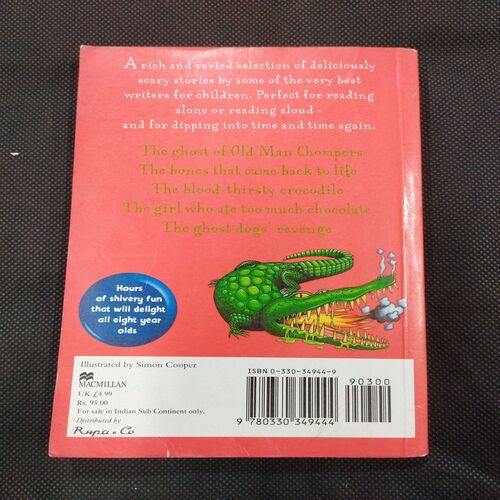 A rich and varied selection of deliciously
scary stories by some of the very best
writers for children. Perfect for reading
alone or reading aloud –
and for dipping into time and time again.
The ghost of Old Man Chompers
The bones that came back to life
The blood-thirsty crocodile
The girl who ate too much chocolate
The ghost dogs' revenge
Hours
of shivery fun
that will delight
all eight year
olds
Illustrated by Simon Cooper
MACMILLAN
UK £4.99
Rx. 95.00
For sale in Indian Sub Continent only.
Distributed by
Rupa & Co
ISBN 0-330-34944-9
90300
9 780330 349444